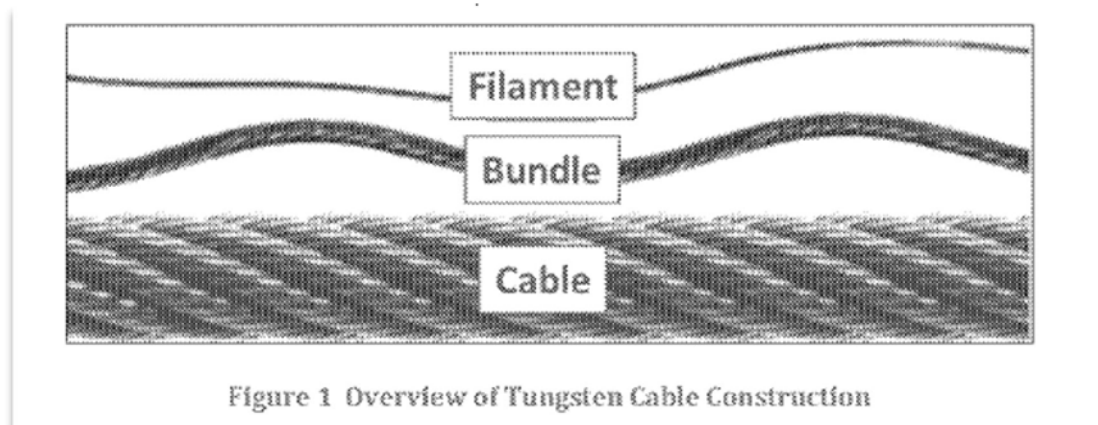 Filament
Bundle
Cable
Figure 1 Overview of Tungsten Cable Construction